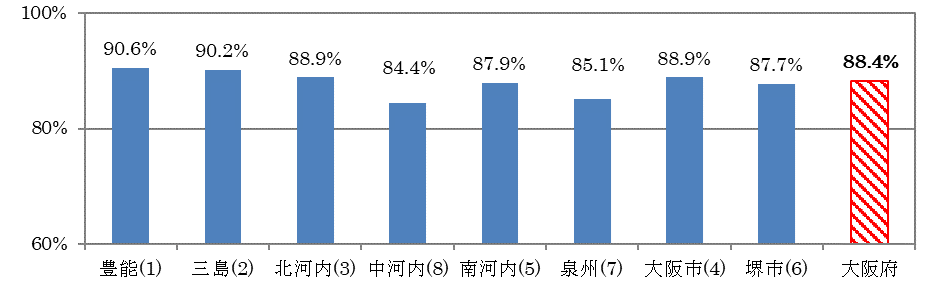 100%
90.6% 90.2% 88.9% 84.4% 87.9% 85.1% 88.9% 87.7% 88.4%
80%
60%
豊能(1) 三島(2) 北河内(3) 中河内(8) 南河内(5) 泉州(7) 大阪市(4) 堺市(6) 大阪府